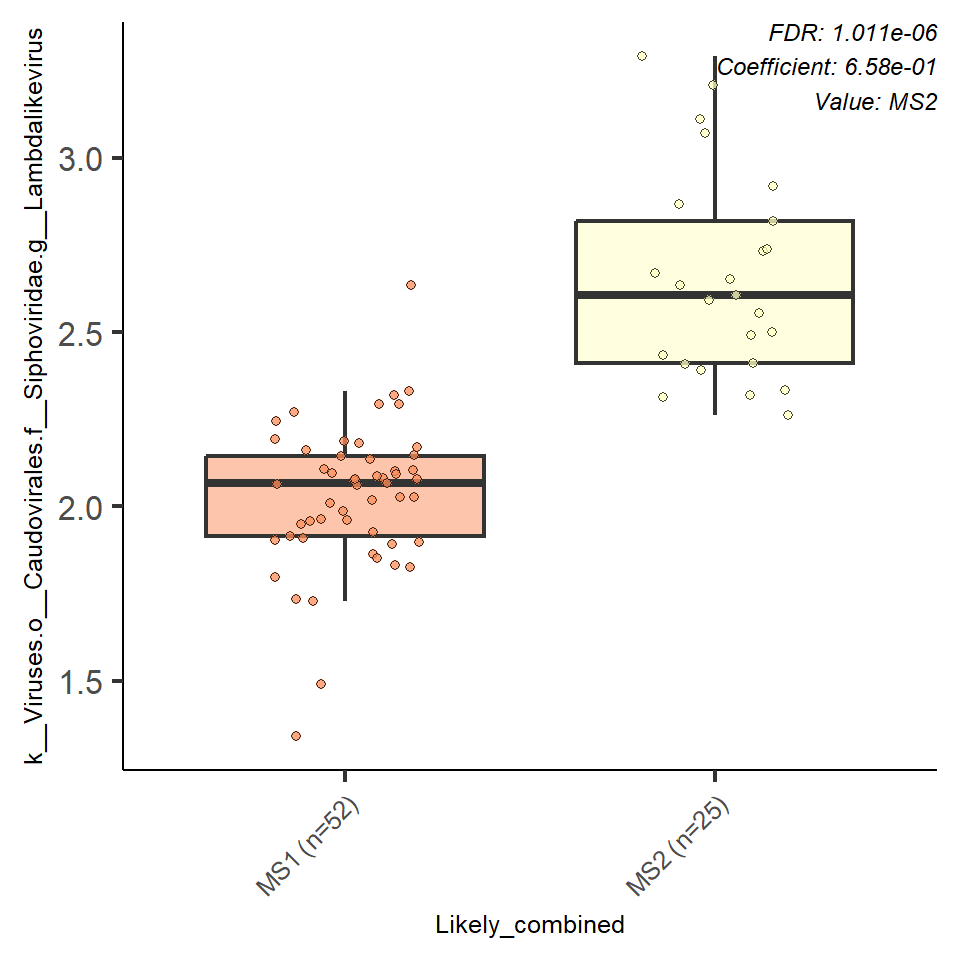 FDR: 1.011e-06
Coefficient: 6.58e-01
Value: MS2
k__Viruses.o__Caudovirales.f__Siphoviridae.g__Lambdalikevirus
3.0
2.5
2.0
1.5
MS1 (n=52)
MS2 (n=25)
Likely_combined